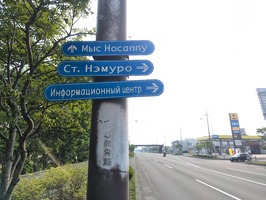 Мыс Носаппу
Ст. Нэмуро
Информационный центр